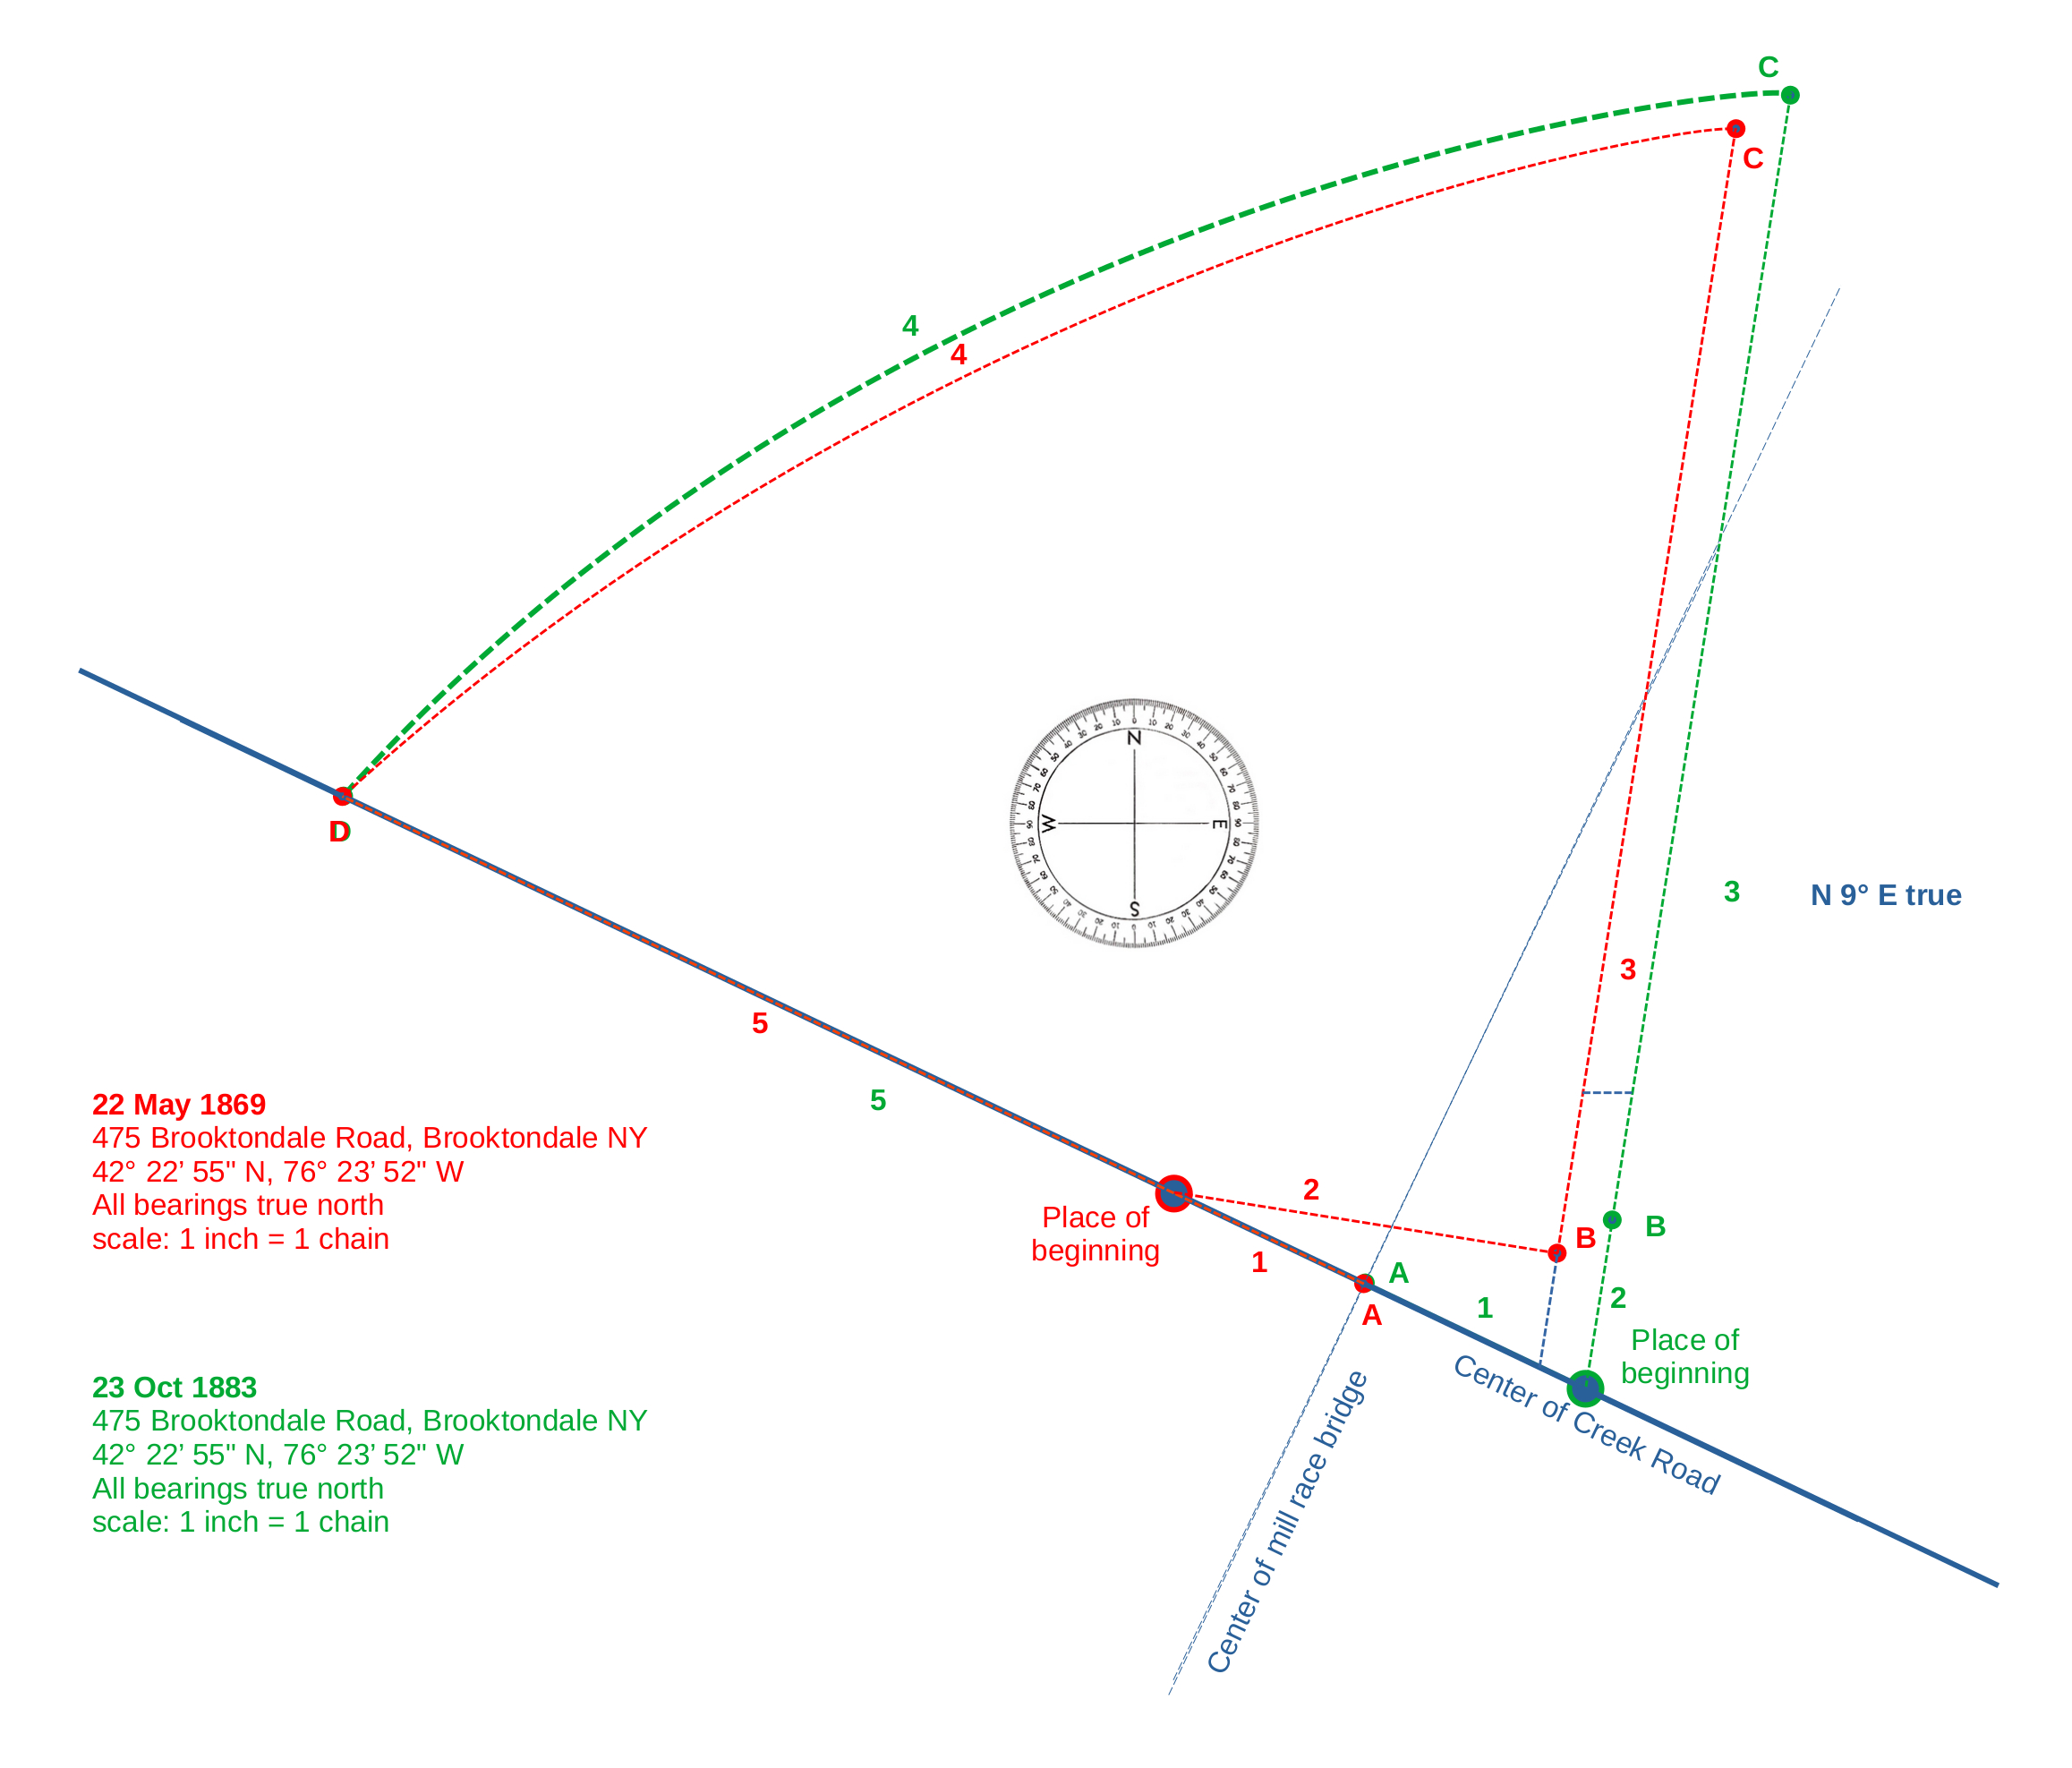 C
C
4
4
N
W
E
S
D
3
N 9° E true
3
5
5
22 May 1869
475 Brooktondale Road, Brooktondale NY
42° 22’ 55" N, 76° 23’ 52" W
All bearings true north
scale: 1 inch = 1 chain
2
Place of
beginning
1
B
B
A
A
1
2
Place of
beginning
Center of Creek Road
Center of mill race bridge
23 Oct 1883
475 Brooktondale Road, Brooktondale NY
42° 22’ 55" N, 76° 23’ 52" W
All bearings true north
scale: 1 inch = 1 chain